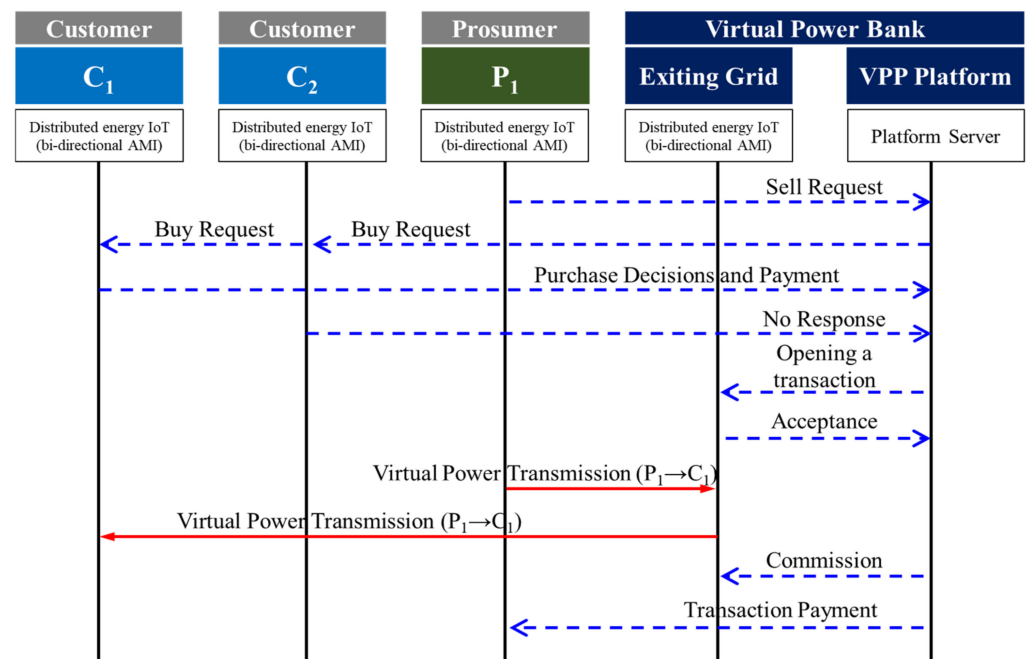 Customer
Customer
Prosumer
Virtual Power Bank
C₁
C₂
P₁
Exiting Grid
VPP Platform
Distributed energy IoT
(bi-directional AMI)
Distributed energy IoT
(bi-directional AMI)
Distributed energy IoT
(bi-directional AMI)
Distributed energy IoT
(bi-directional AMI)
Platform Server
Sell Request
Buy Request
Buy Request
Purchase Decisions and Payment
No Response
Opening a
transaction
Acceptance
Virtual Power Transmission (P₁→C₁)
Virtual Power Transmission (P₁→C₁)
Commission
Transaction Payment